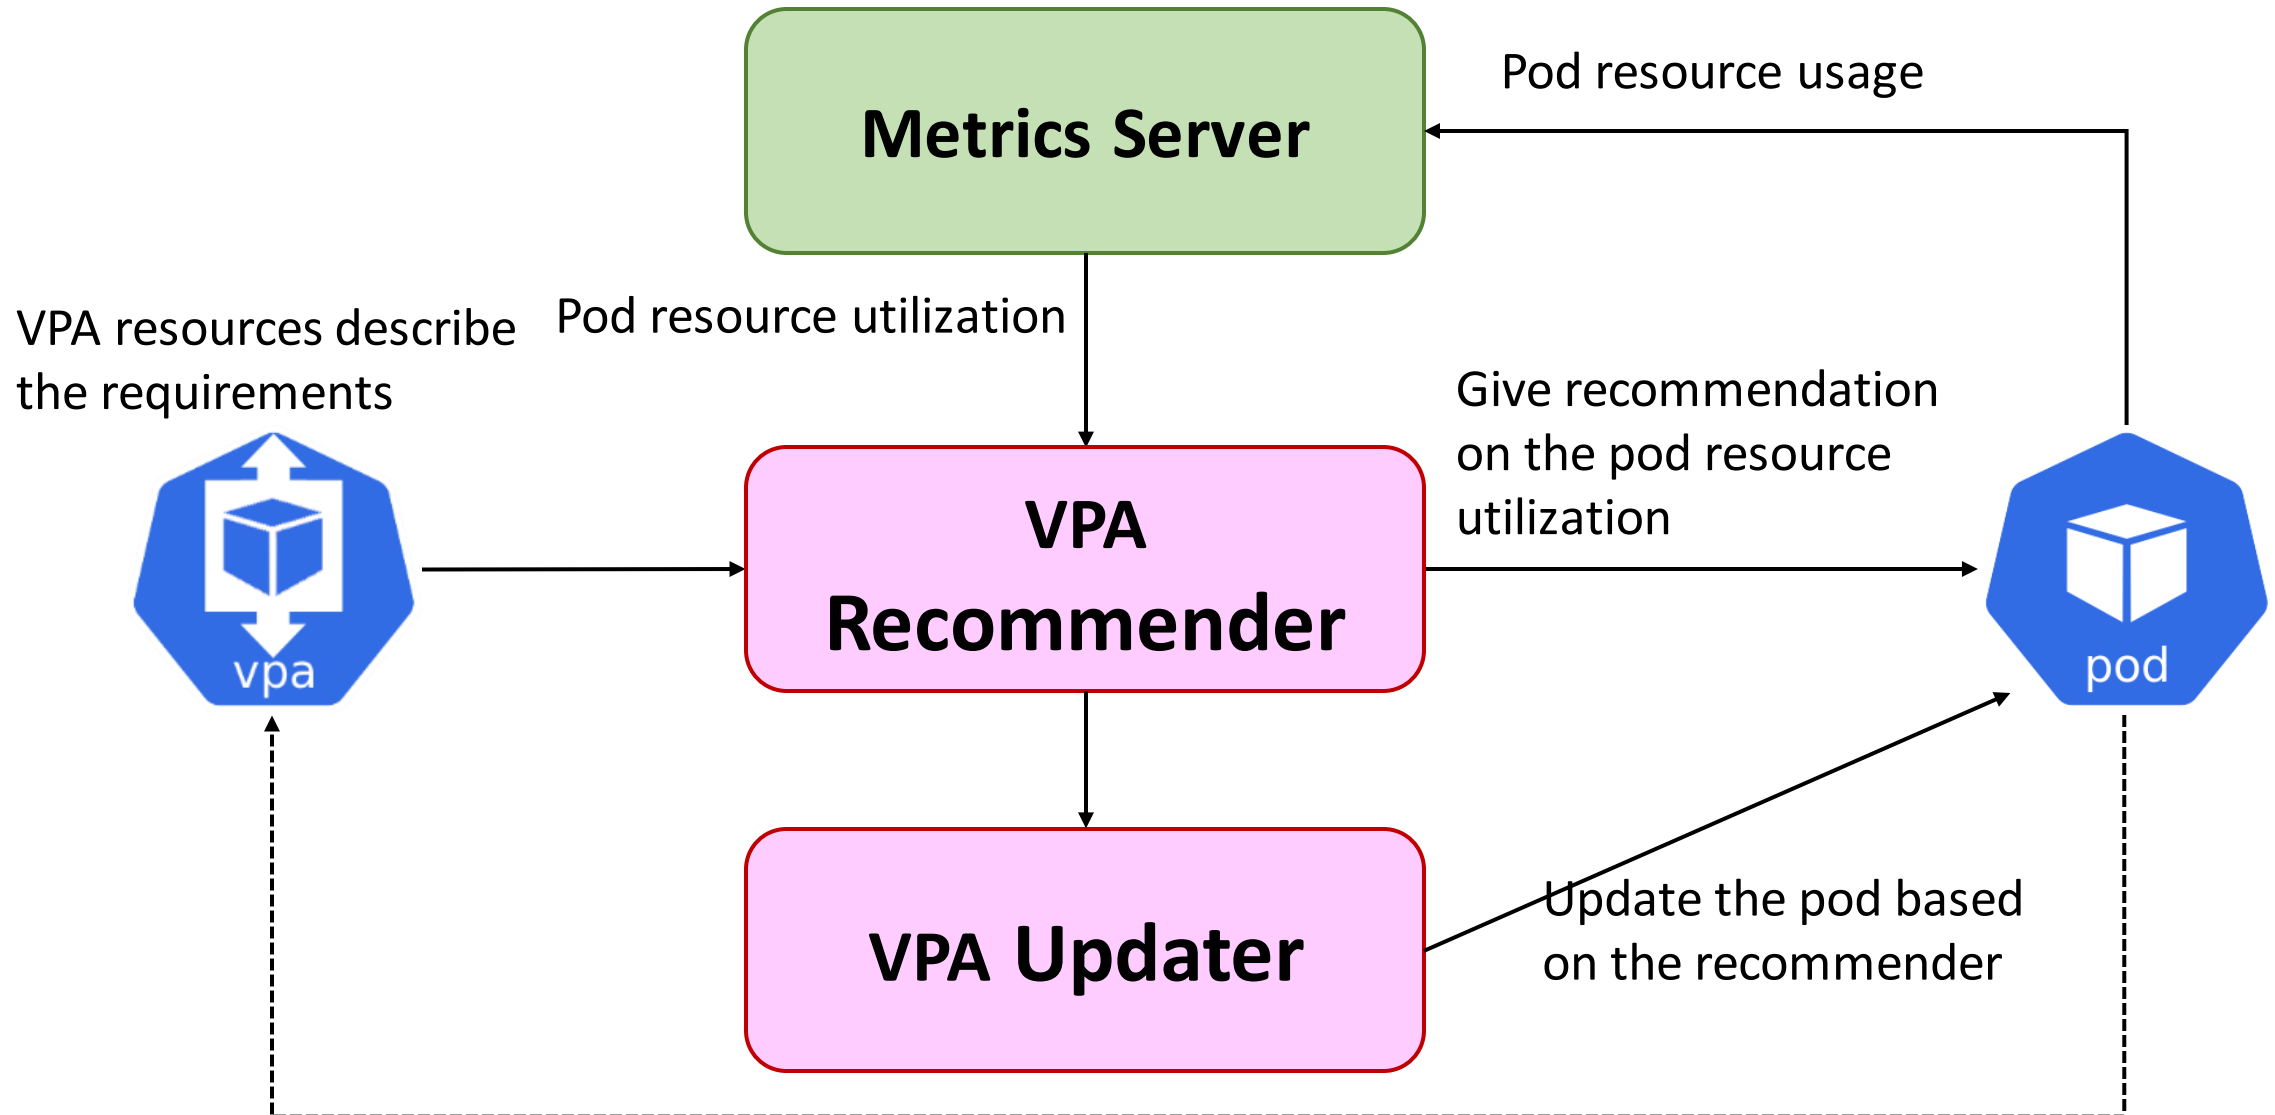 Metrics Server
Pod resource usage
VPA resources describe
the requirements
Pod resource utilization
Give recommendation
on the pod resource
utilization
VPA
Recommender
vpa
pod
VPA Updater
Update the pod based
on the recommender